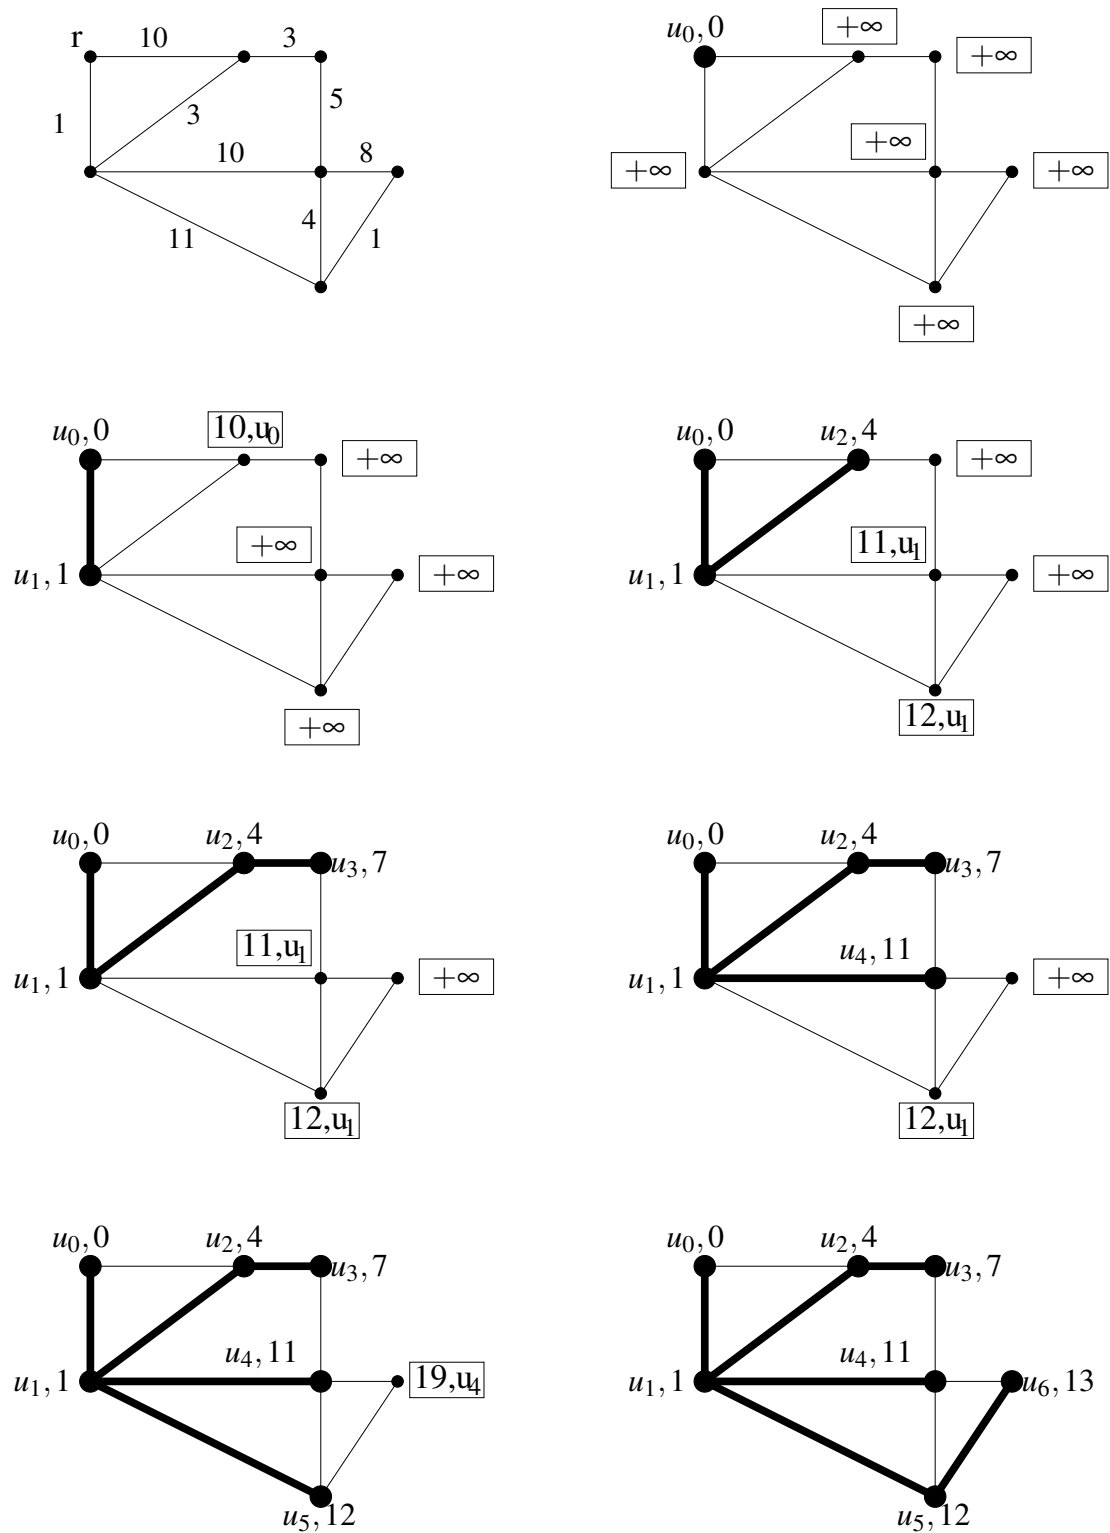 r 10 3
1 3 5
10 8
11 4 1
u₀, 0 +∞ +∞
+∞ +∞ +∞
+∞
u₀, 0 10,u₀ +∞
u₁, 1 +∞ +∞
+∞
u₀, 0 u₂, 4 +∞
u₁, 1 11,u₁ +∞
12,u₁
u₀, 0 u₂, 4 u₃, 7
u₁, 1 11,u₁ +∞
12,u₁
u₀, 0 u₂, 4 u₃, 7
u₁, 1 u₄, 11 +∞
12,u₁
u₀, 0 u₂, 4 u₃, 7
u₁, 1 u₄, 11 19,u₄
u₅, 12
u₀, 0 u₂, 4 u₃, 7
u₁, 1 u₄, 11 u₆, 13
u₅, 12